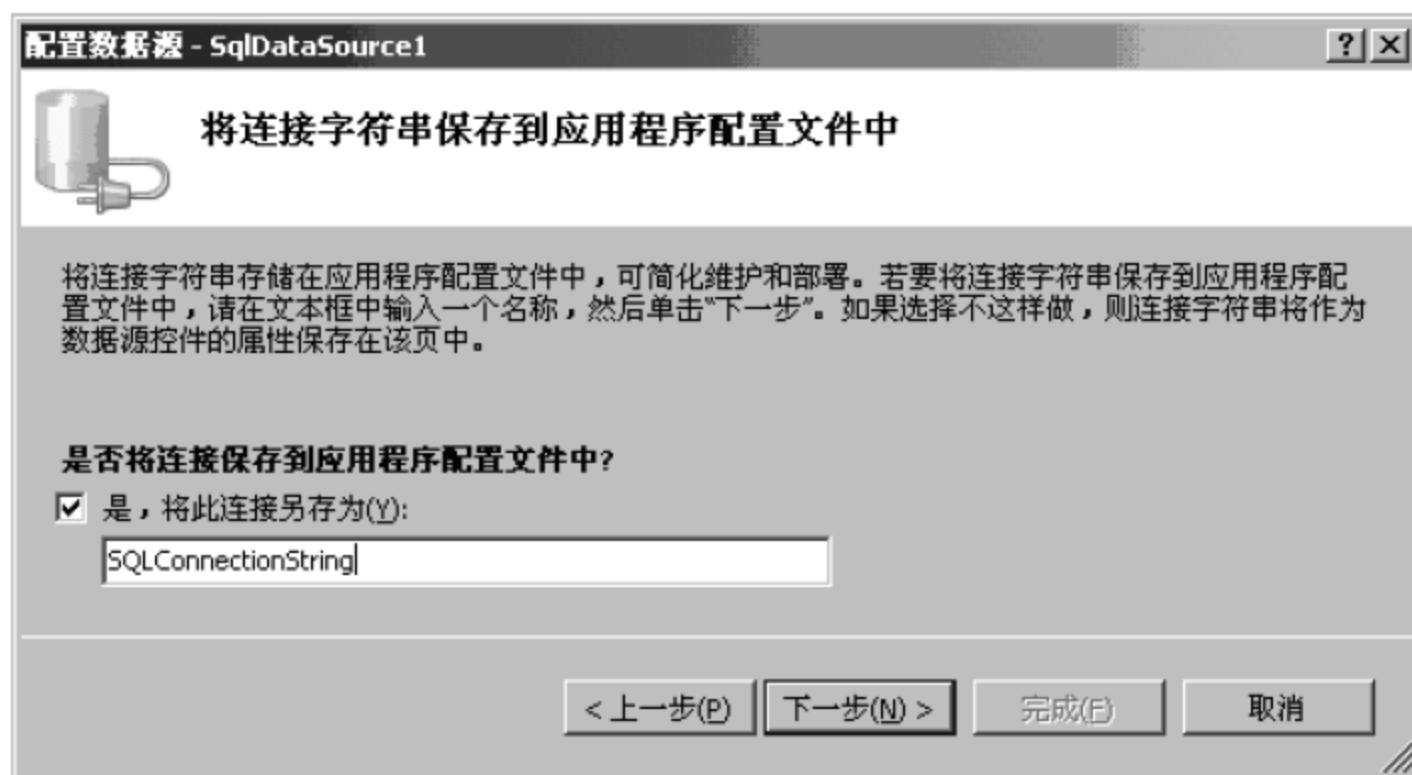 配置数据源 - SqlDataSource1
将连接字符串保存到应用程序配置文件中
将连接字符串存储在应用程序配置文件中，可简化维护和部署。若要将连接字符串保存到应用程序配
置文件中，请在文本框中输入一个名称，然后单击“下一步”。如果选择不这样做，则连接字符串将作为
数据源控件的属性保存在该页中。
是否将连接保存到应用程序配置文件中?
是，将此连接另存为(Y):
SQLConnectionString
< 上一步(P) 下一步(N) > 完成(F) 取消